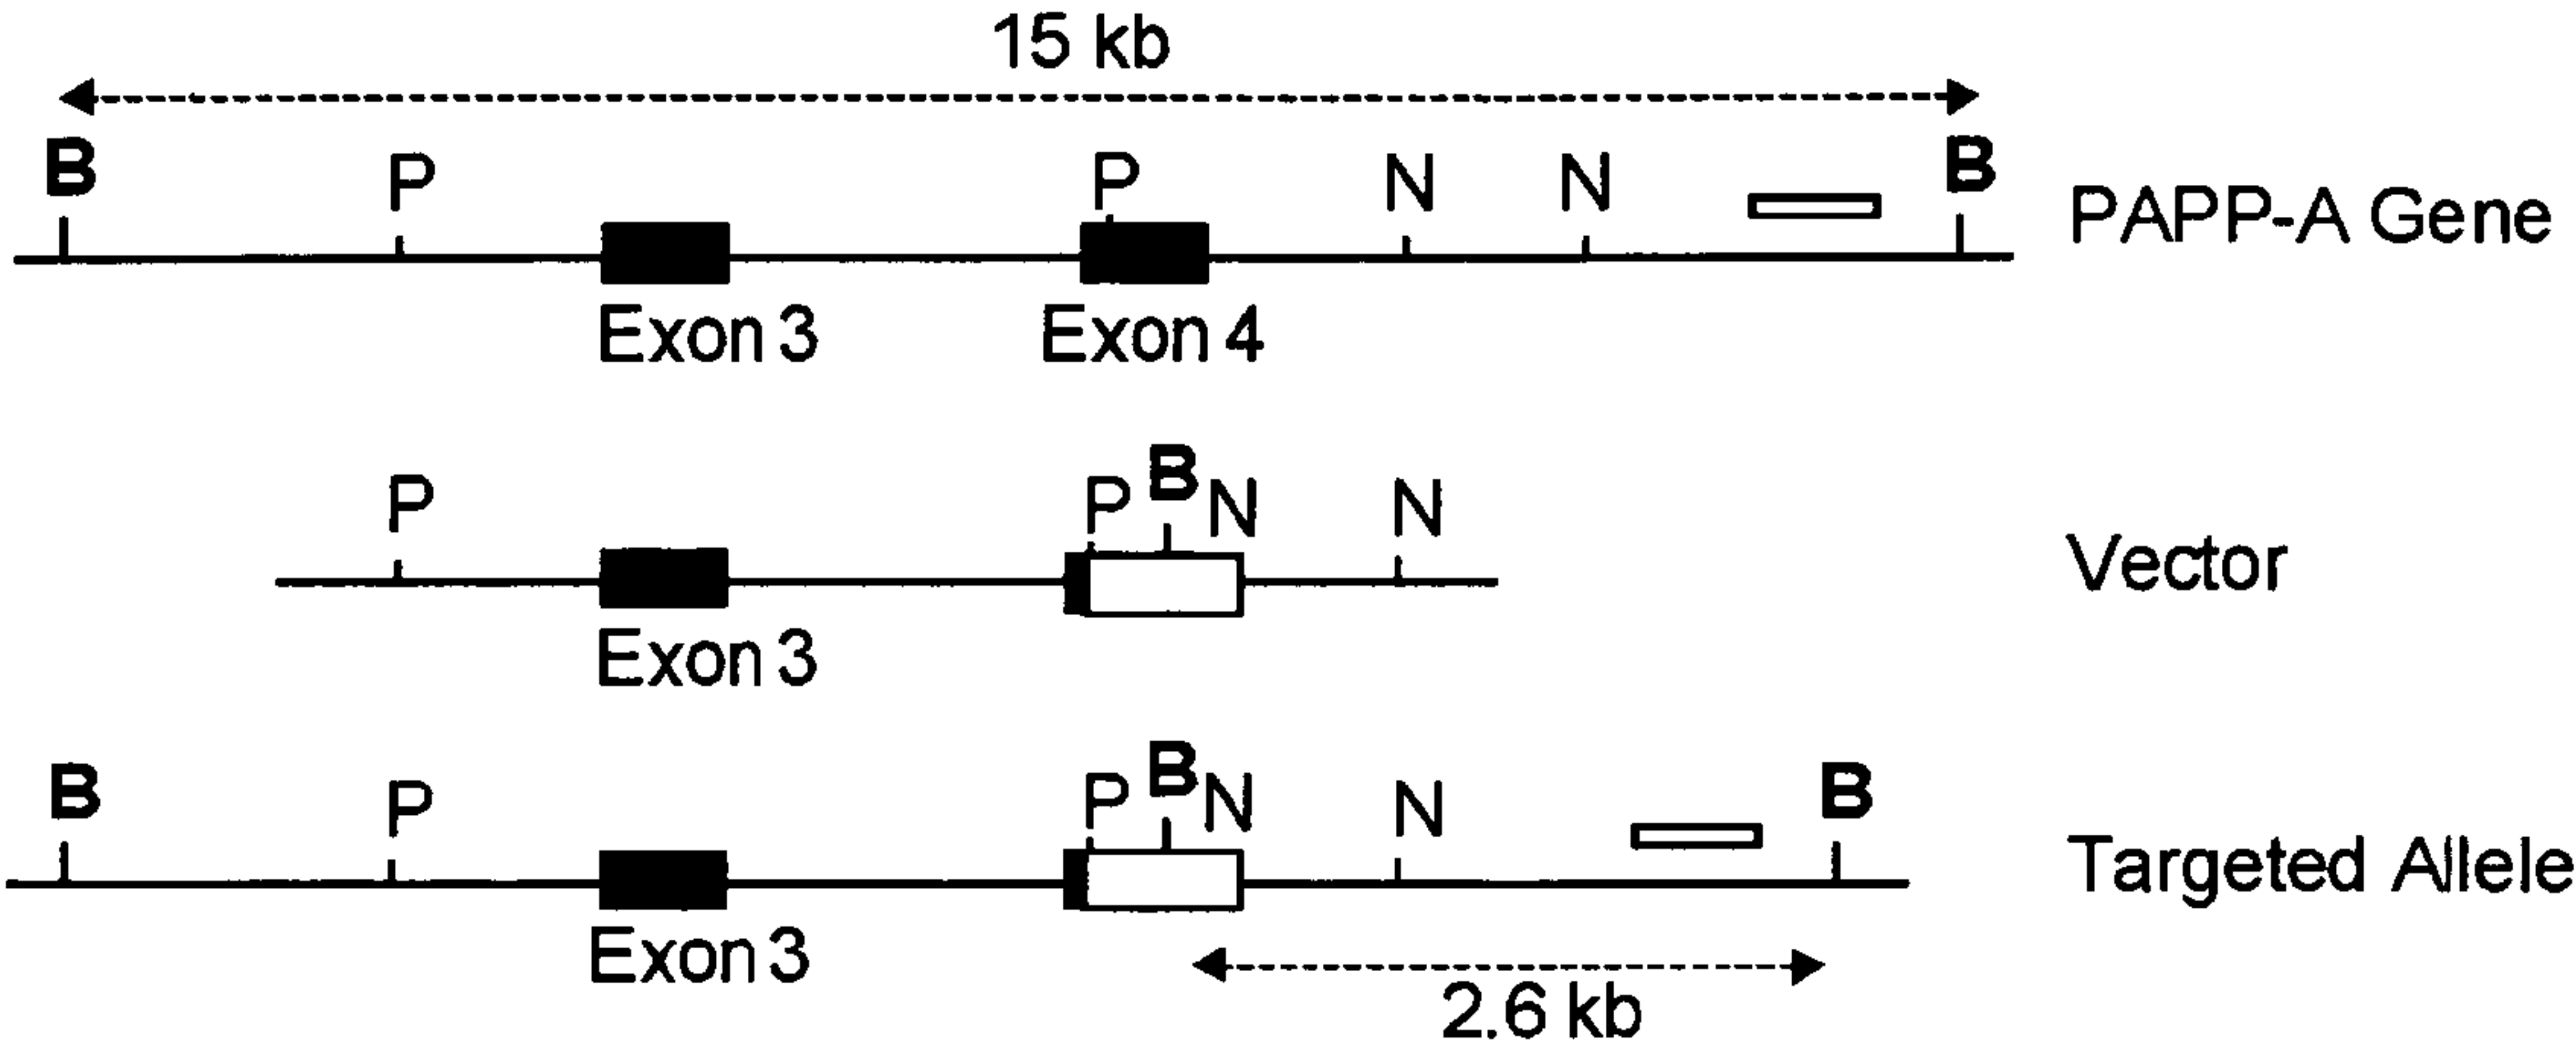 15 kb
B P P N N B PAPP-A Gene
Exon 3 Exon 4
P P B N N Vector
Exon 3
B P P B N N B Targeted Allele
Exon 3
2.6 kb